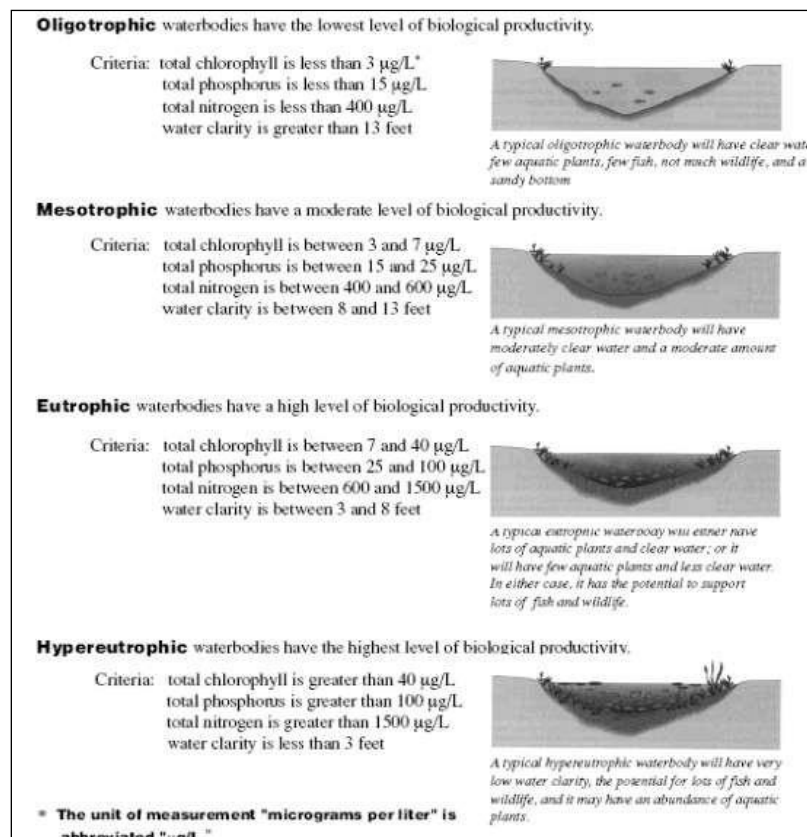 Oligotrophic waterbodies have the lowest level of biological productivity.
Criteria: total chlorophyll is less than 3 µg/L*
total phosphorus is less than 15 µg/L
total nitrogen is less than 400 µg/L
water clarity is greater than 13 feet
A typical oligotrophic waterbody will have clear wat
few aquatic plants, few fish, not much wildlife, and a
sandy bottom
Mesotrophic waterbodies have a moderate level of biological productivity.
Criteria: total chlorophyll is between 3 and 7 µg/L
total phosphorus is between 15 and 25 µg/L
total nitrogen is between 400 and 600 µg/L
water clarity is between 8 and 13 feet
A typical mesotrophic waterbody will have
moderately clear water and a moderate amount
of aquatic plants.
Eutrophic waterbodies have a high level of biological productivity.
Criteria: total chlorophyll is between 7 and 40 µg/L
total phosphorus is between 25 and 100 µg/L
total nitrogen is between 600 and 1500 µg/L
water clarity is between 3 and 8 feet
A typical eutrophic waterbody will either have
lots of aquatic plants and clear water; or it
will have few aquatic plants and less clear water.
In either case, it has the potential to support
lots of fish and wildlife.
Hypereutrophic waterbodies have the highest level of biological productivity.
Criteria: total chlorophyll is greater than 40 µg/L
total phosphorus is greater than 100 µg/L
total nitrogen is greater than 1500 µg/L
water clarity is less than 3 feet
A typical hypereutrophic waterbody will have very
low water clarity, the potential for lots of fish and
wildlife, and it may have an abundance of aquatic
plants.
* The unit of measurement "micrograms per liter" is
abbreviated "µg/L."